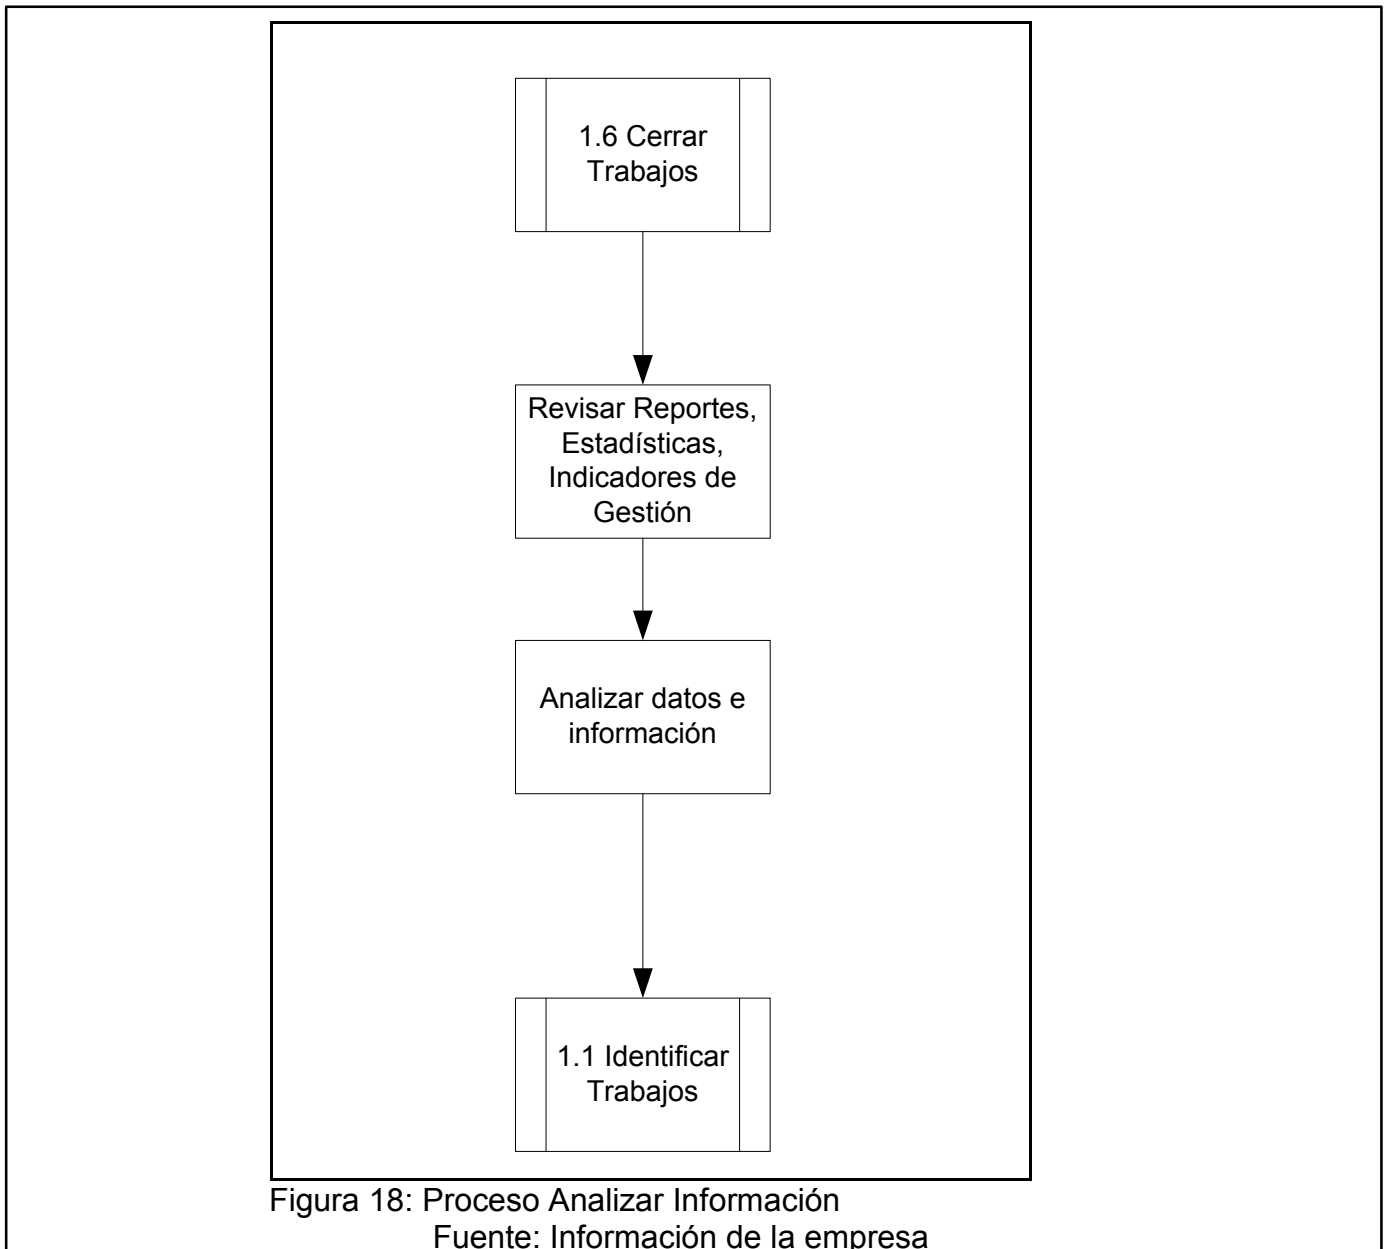 1.6 Cerrar
Trabajos
Revisar Reportes,
Estadísticas,
Indicadores de
Gestión
Analizar datos e
información
1.1 Identificar
Trabajos
Figura 18: Proceso Analizar Información
Fuente: Información de la empresa